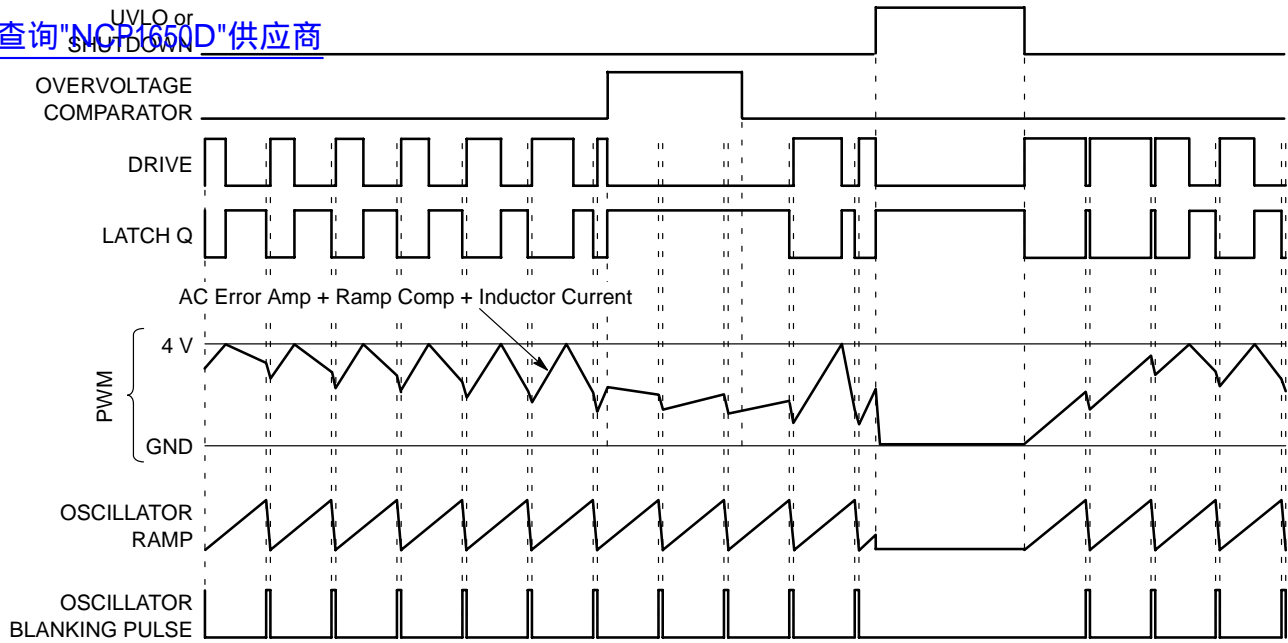 UVLO or
SHUTDOWN
查询"NCP1650D"供应商
OVERVOLTAGE
COMPARATOR
DRIVE
LATCH Q
AC Error Amp + Ramp Comp + Inductor Current
4 V
PWM
GND
OSCILLATOR
RAMP
OSCILLATOR
BLANKING PULSE